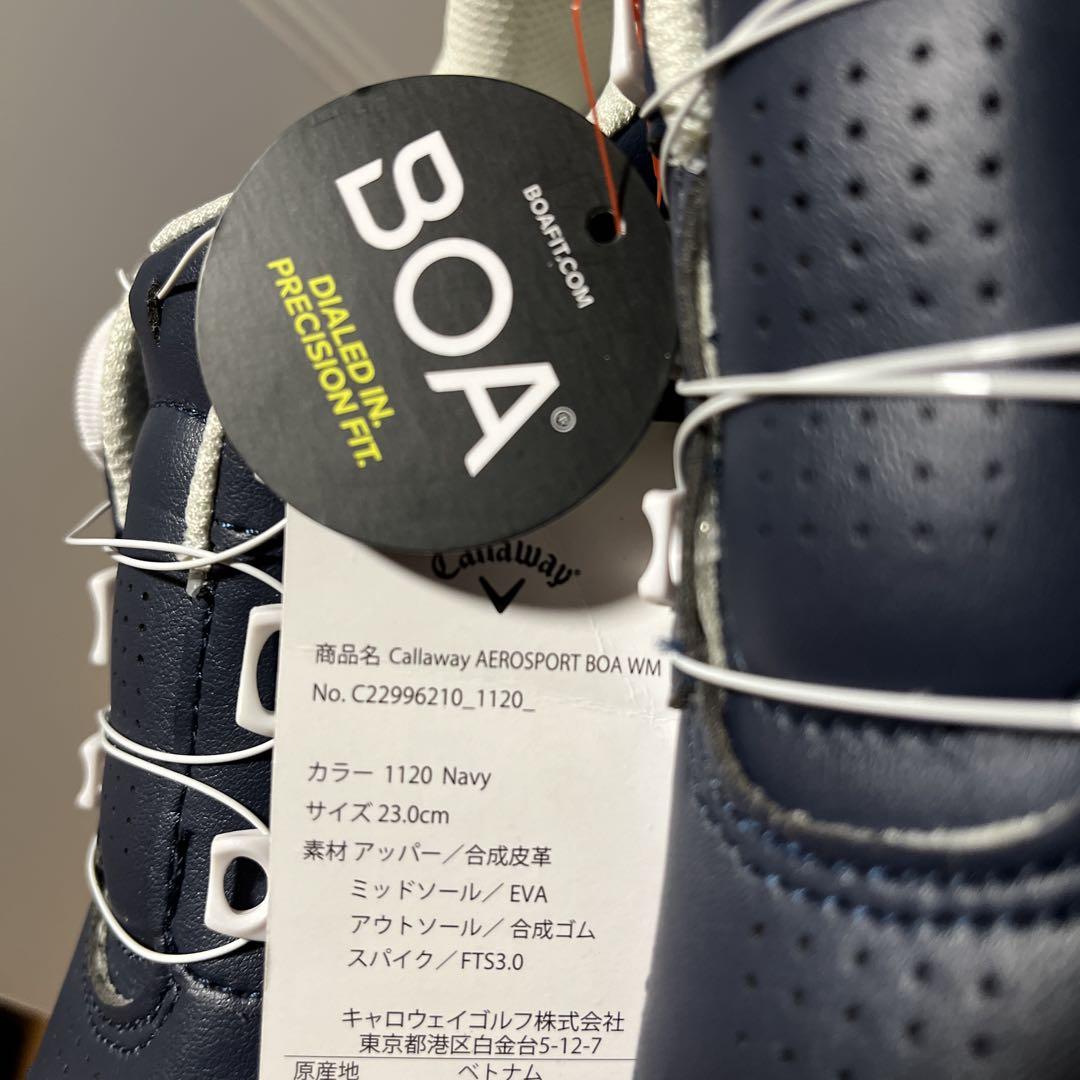 BOA®
BOAFIT.COM
DIALED IN.
PRECISION FIT.
Callaway
商品名 Callaway AEROSPORT BOA WM
No. C22996210_1120_
カラー 1120 Navy
サイズ 23.0cm
素材 アッパー／合成皮革
ミッドソール／EVA
アウトソール／合成ゴム
スパイク／FTS3.0
キャロウェイゴルフ株式会社
東京都港区白金台5-12-7
原産地 ベトナム